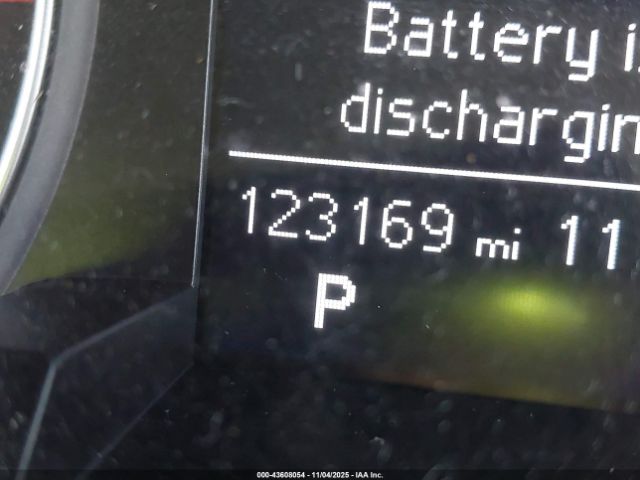 Battery
dischargin
123169 mi 11
P
000-43608054 - 11/04/2025 - IAA Inc.